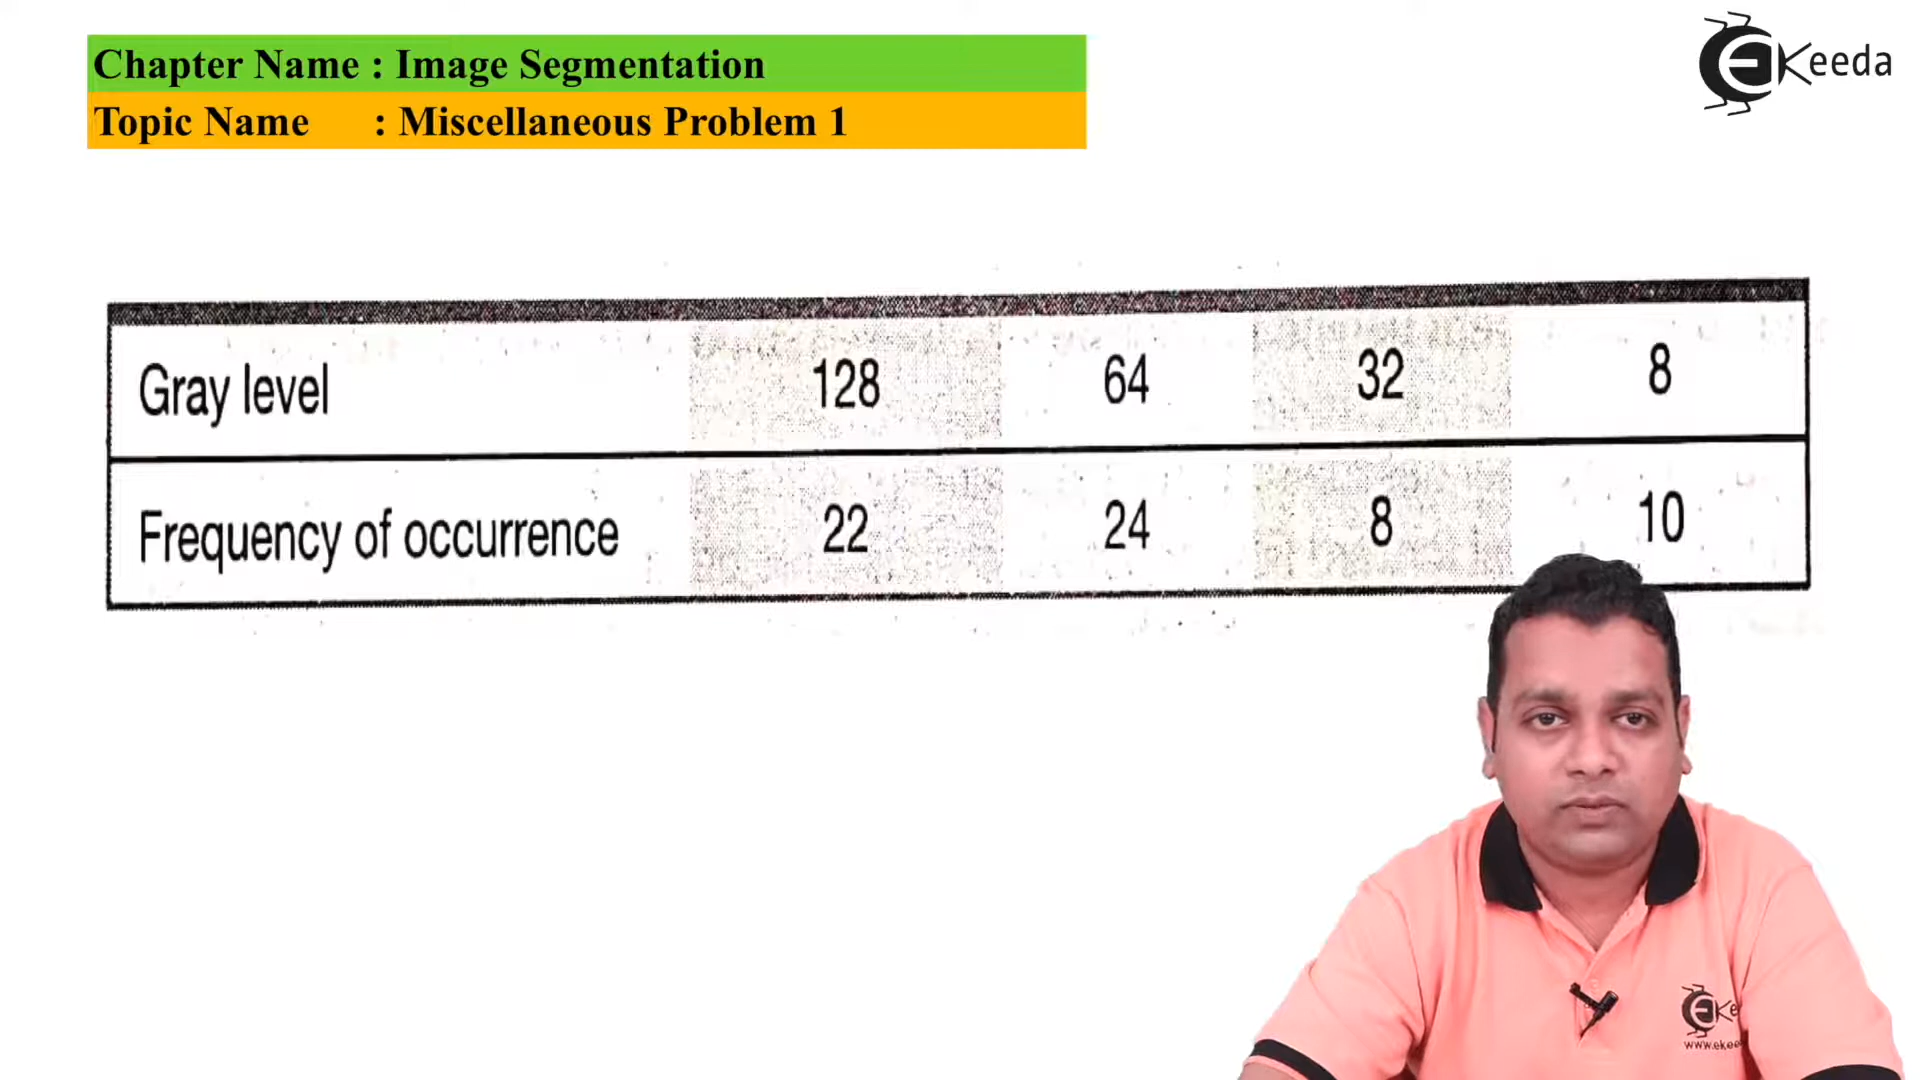 Chapter Name : Image Segmentation
Topic Name : Miscellaneous Problem 1
eKeeda
Gray level 128 64 32 8
Frequency of occurrence 22 24 8 10